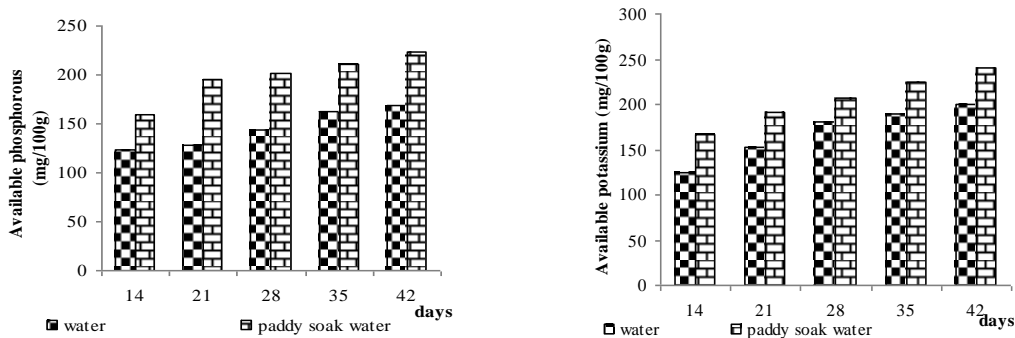 Available phosphorous
(mg/100g)
250
200
150
100
50
0
14 21 28 35 42
days
water paddy soak water
Available potassium (mg/100g)
300
250
200
150
100
50
0
14 21 28 35 42
days
water paddy soak water